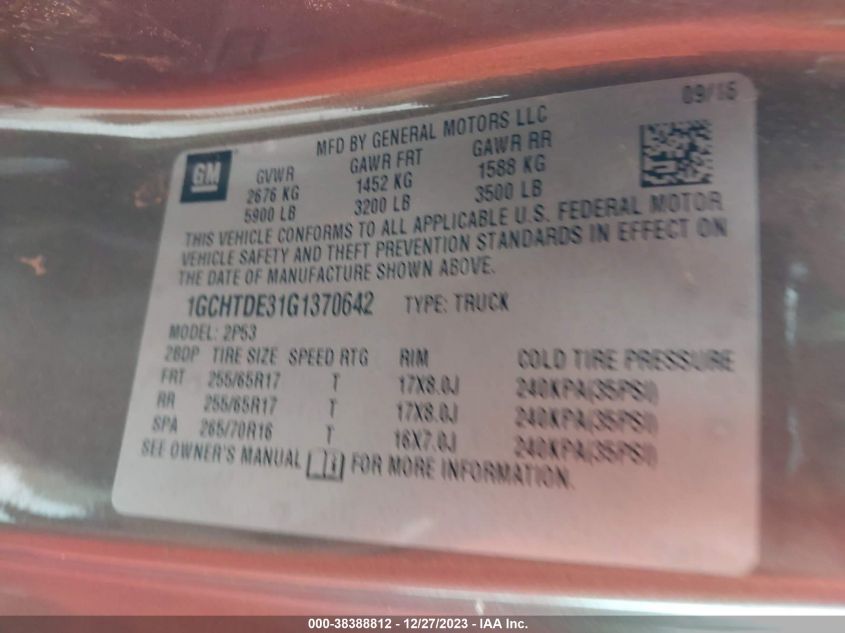 09/16
MFD BY GENERAL MOTORS LLC
GM
GVWR GAWR FRT GAWR RR
2676 KG 1452 KG 1588 KG
5900 LB 3200 LB 3500 LB
THIS VEHICLE CONFORMS TO ALL APPLICABLE U.S. FEDERAL MOTOR
VEHICLE SAFETY AND THEFT PREVENTION STANDARDS IN EFFECT ON
THE DATE OF MANUFACTURE SHOWN ABOVE.
1GCHTDE31G1370642 TYPE: TRUCK
MODEL: 2P53
2BDP TIRE SIZE SPEED RTG RIM COLD TIRE PRESSURE
FRT 255/65R17 T 17X8.0J 240KPA(35PSI)
RR 255/65R17 T 17X8.0J 240KPA(35PSI)
SPA 265/70R16 T 16X7.0J 240KPA(35PSI)
SEE OWNER'S MANUAL FOR MORE INFORMATION.
000-38388812 - 12/27/2023 - IAA Inc.